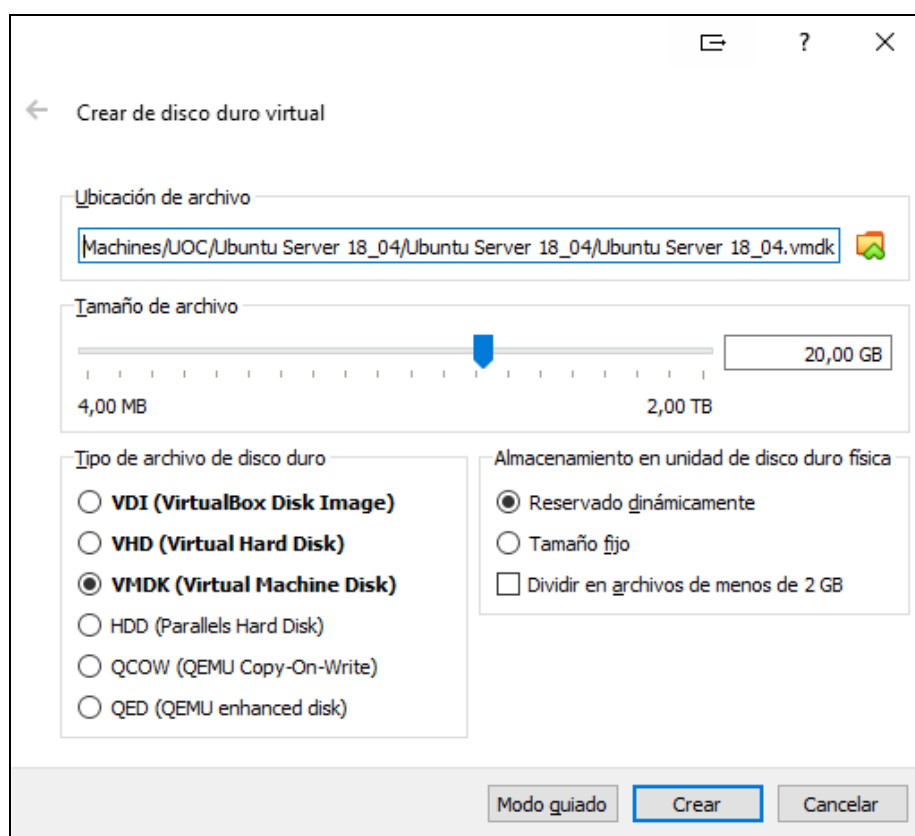 ?
Crear de disco duro virtual
Ubicación de archivo
Machines/UOC/Ubuntu Server 18_04/Ubuntu Server 18_04/Ubuntu Server 18_04.vmdk
Tamaño de archivo
20,00 GB
4,00 MB 2,00 TB
Tipo de archivo de disco duro
VDI (VirtualBox Disk Image)
VHD (Virtual Hard Disk)
VMDK (Virtual Machine Disk)
HDD (Parallels Hard Disk)
QCOW (QEMU Copy-On-Write)
QED (QEMU enhanced disk)
Almacenamiento en unidad de disco duro física
Reservado dinámicamente
Tamaño fijo
Dividir en archivos de menos de 2 GB
Modo guiado Crear Cancelar